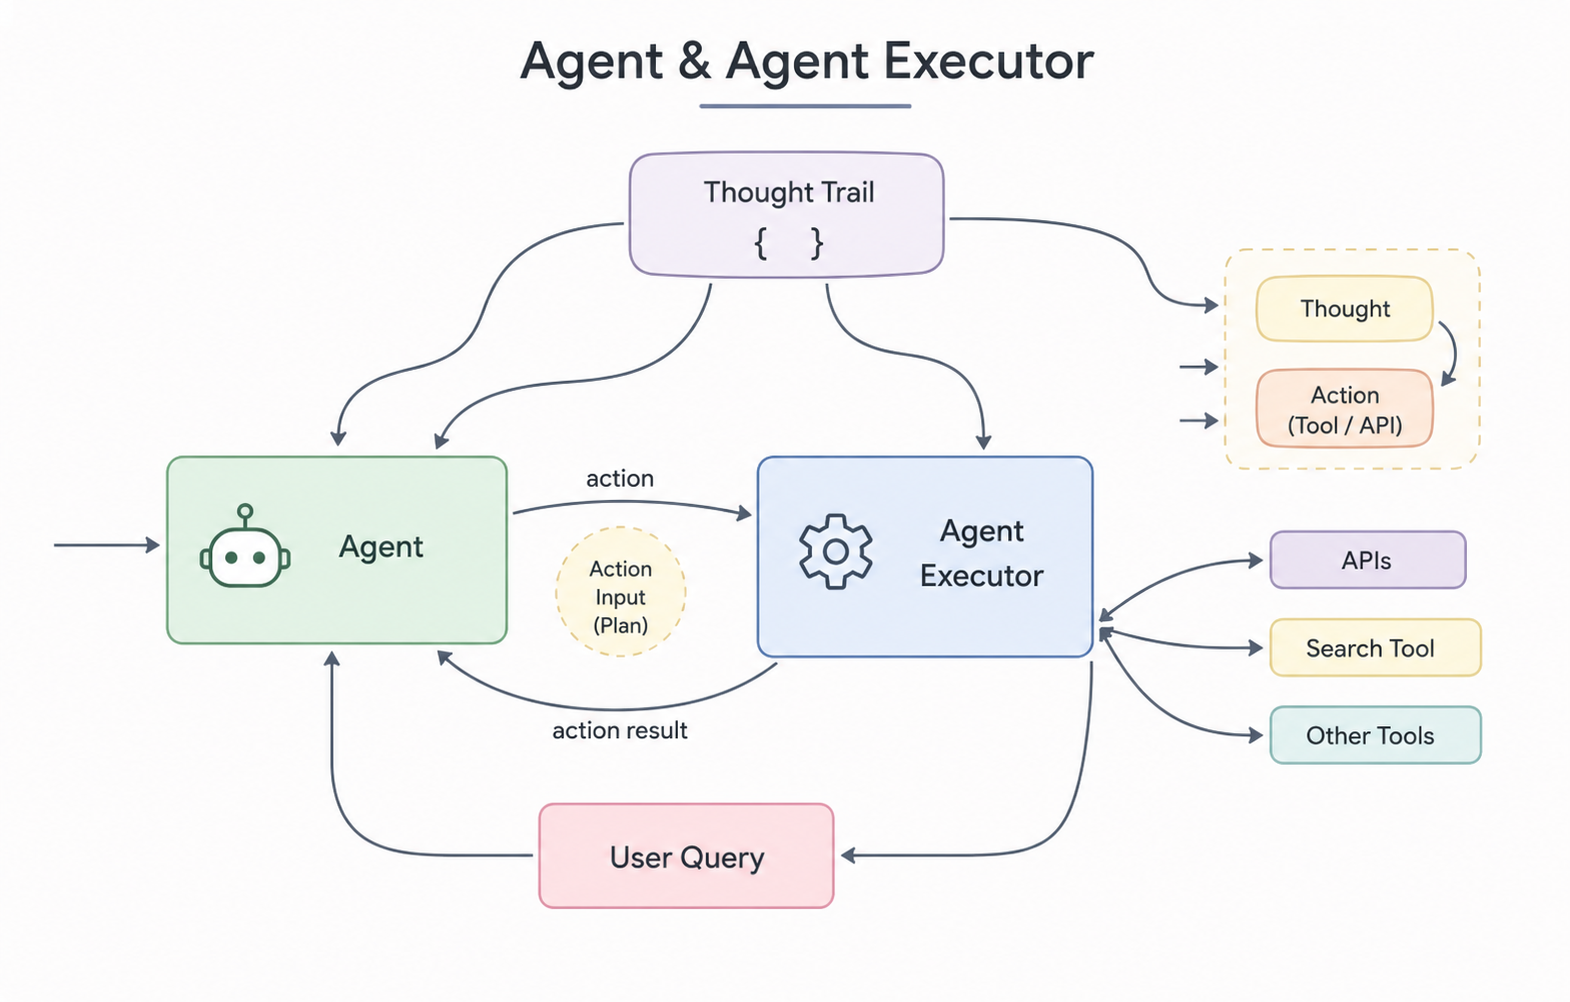 Agent & Agent Executor
Thought Trail
{ }
Thought
Action
(Tool / API)
action
Agent
Action
Input
(Plan)
Agent
Executor
APIs
Search Tool
Other Tools
action result
User Query